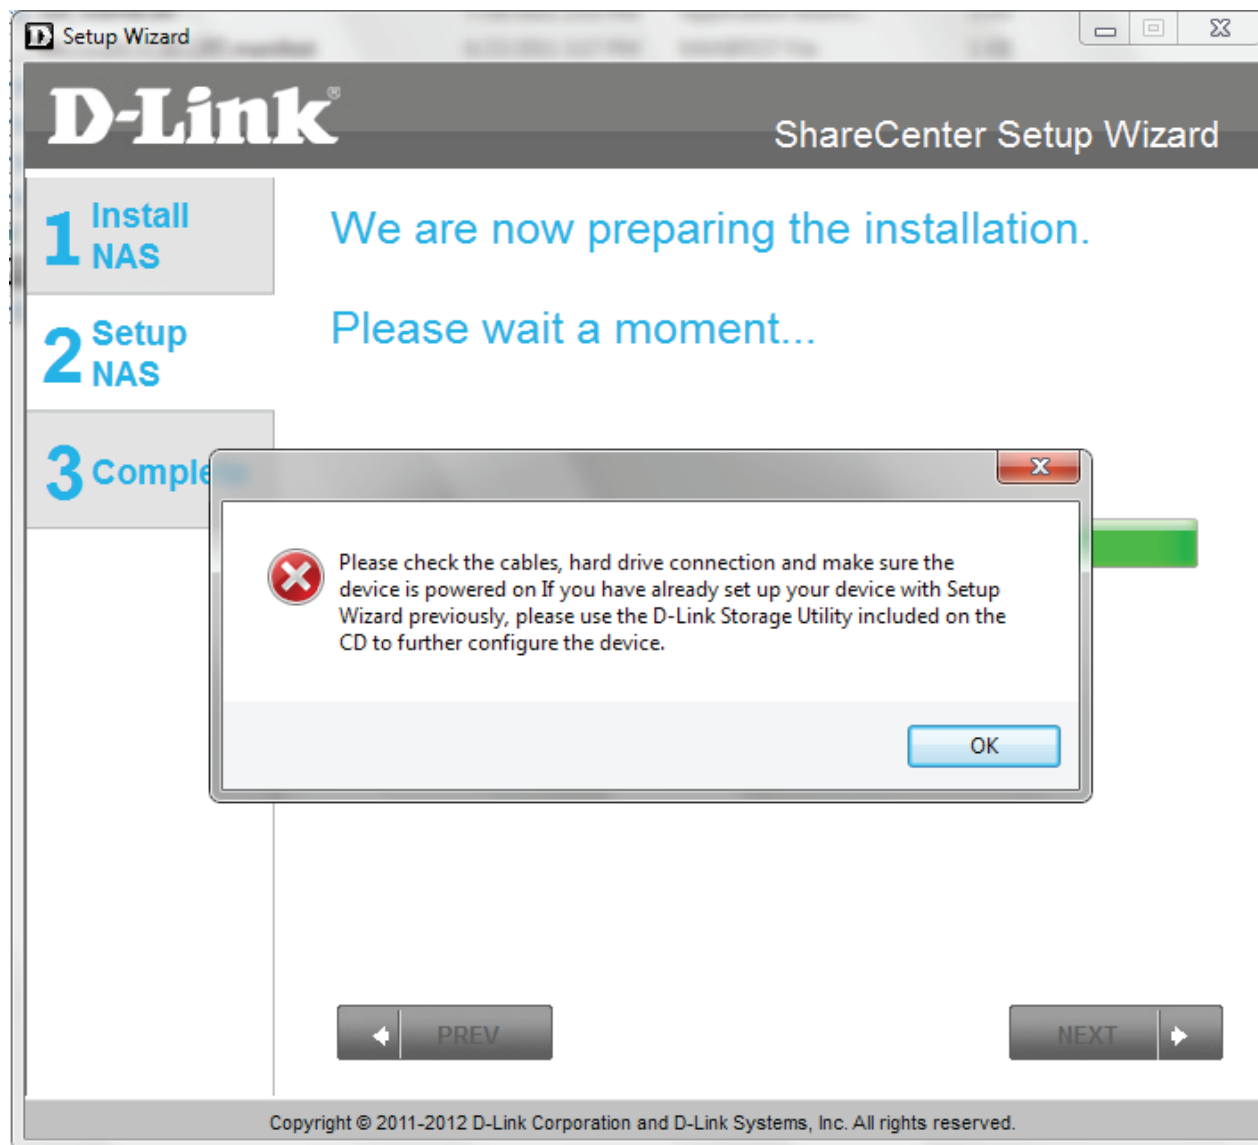 Setup Wizard
D-Link®
ShareCenter Setup Wizard
1 Install
NAS
2 Setup
NAS
3 Complete
We are now preparing the installation.
Please wait a moment...
Please check the cables, hard drive connection and make sure the
device is powered on If you have already set up your device with Setup
Wizard previously, please use the D-Link Storage Utility included on the
CD to further configure the device.
OK
PREV
NEXT
Copyright © 2011-2012 D-Link Corporation and D-Link Systems, Inc. All rights reserved.